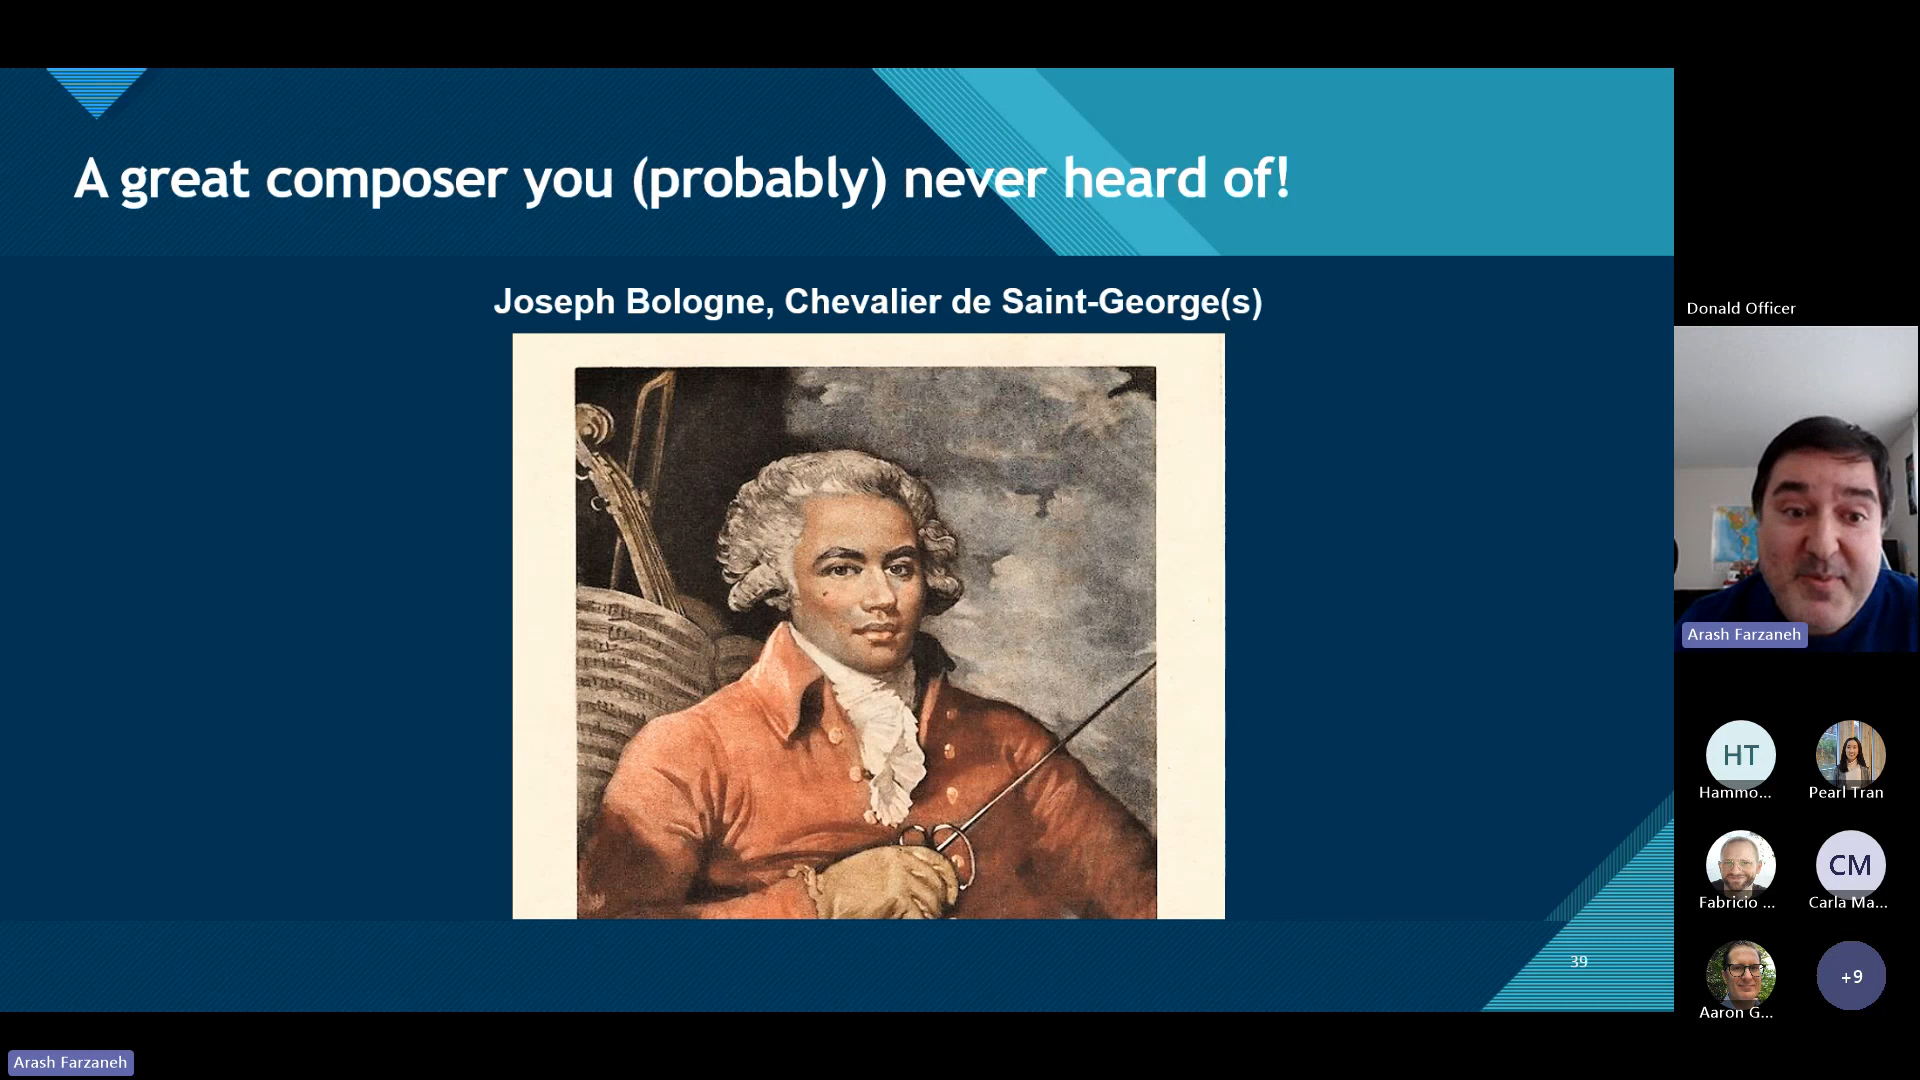 A great composer you (probably) never heard of!
Joseph Bologne, Chevalier de Saint-George(s)
39
Donald Officer
Arash Farzaneh
HT
Hammo...
Pearl Tran
Fabricio ...
CM
Carla Ma...
Aaron G...
+9
Arash Farzaneh